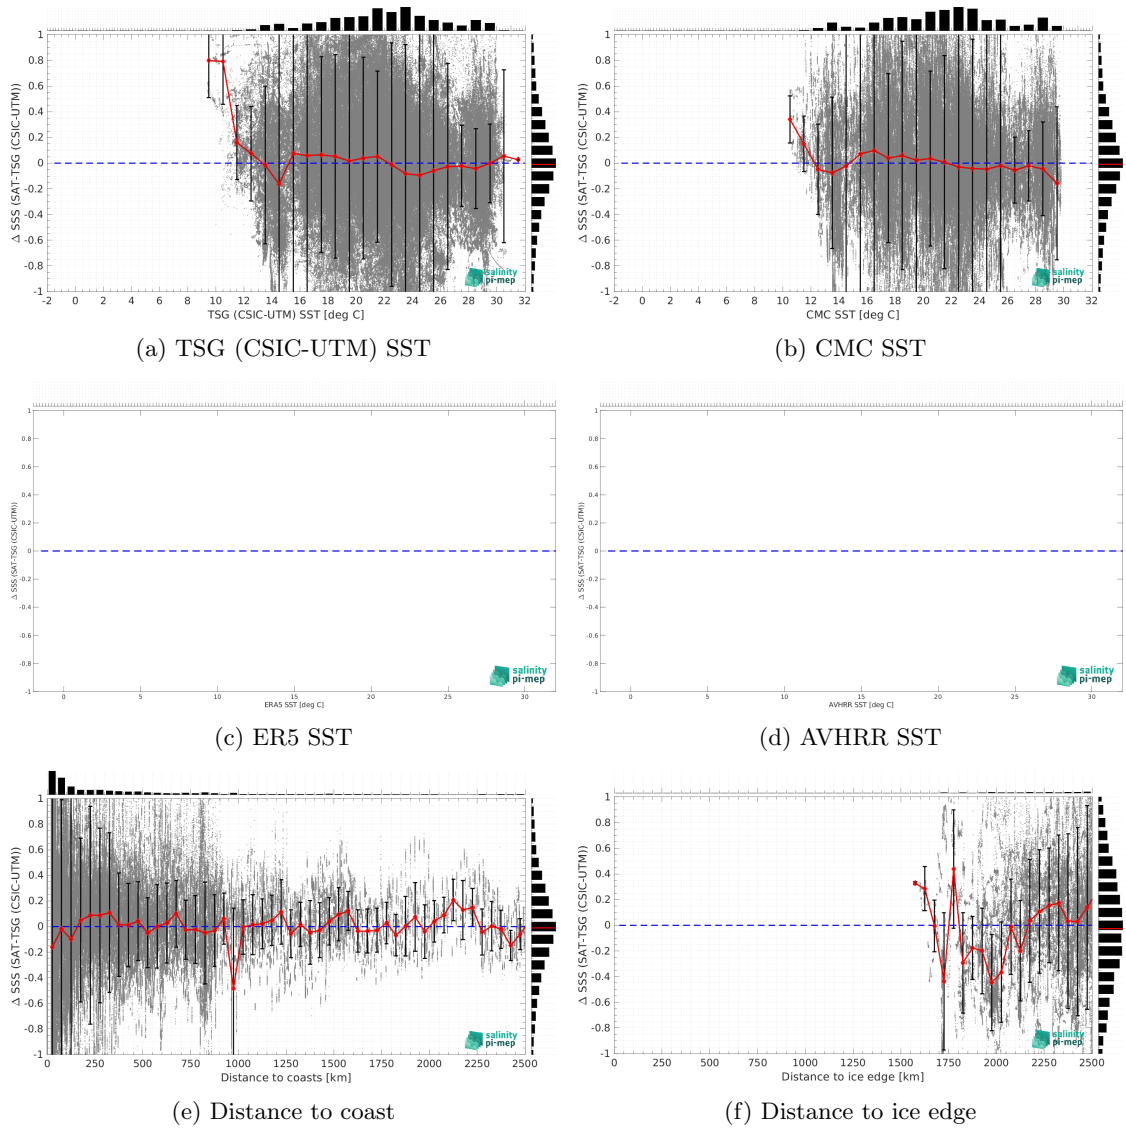 1
0.8
0.6
0.4
0.2
0
-0.2
-0.4
-0.6
-0.8
-1
Δ SSS (SAT-TSG (CSIC-UTM))
salinity
pi-mep
-2 0 2 4 6 8 10 12 14 16 18 20 22 24 26 28 30 32
TSG (CSIC-UTM) SST [deg C]
(a) TSG (CSIC-UTM) SST
1
0.8
0.6
0.4
0.2
0
-0.2
-0.4
-0.6
-0.8
-1
Δ SSS (SAT-TSG (CSIC-UTM))
salinity
pi-mep
-2 0 2 4 6 8 10 12 14 16 18 20 22 24 26 28 30 32
CMC SST [deg C]
(b) CMC SST
1
0.8
0.6
0.4
0.2
0
-0.2
-0.4
-0.6
-0.8
-1
Δ SSS (SAT-TSG (CSIC-UTM))
salinity
pi-mep
0 5 10 15 20 25 30
ERA5 SST [deg C]
(c) ER5 SST
1
0.8
0.6
0.4
0.2
0
-0.2
-0.4
-0.6
-0.8
-1
Δ SSS (SAT-TSG (CSIC-UTM))
salinity
pi-mep
0 5 10 15 20 25 30
AVHRR SST [deg C]
(d) AVHRR SST
1
0.8
0.6
0.4
0.2
0
-0.2
-0.4
-0.6
-0.8
-1
Δ SSS (SAT-TSG (CSIC-UTM))
salinity
pi-mep
0 250 500 750 1000 1250 1500 1750 2000 2250 2500
Distance to coasts [km]
(e) Distance to coast
1
0.8
0.6
0.4
0.2
0
-0.2
-0.4
-0.6
-0.8
-1
Δ SSS (SAT-TSG (CSIC-UTM))
salinity
pi-mep
0 250 500 750 1000 1250 1500 1750 2000 2250 2500
Distance to ice edge [km]
(f) Distance to ice edge